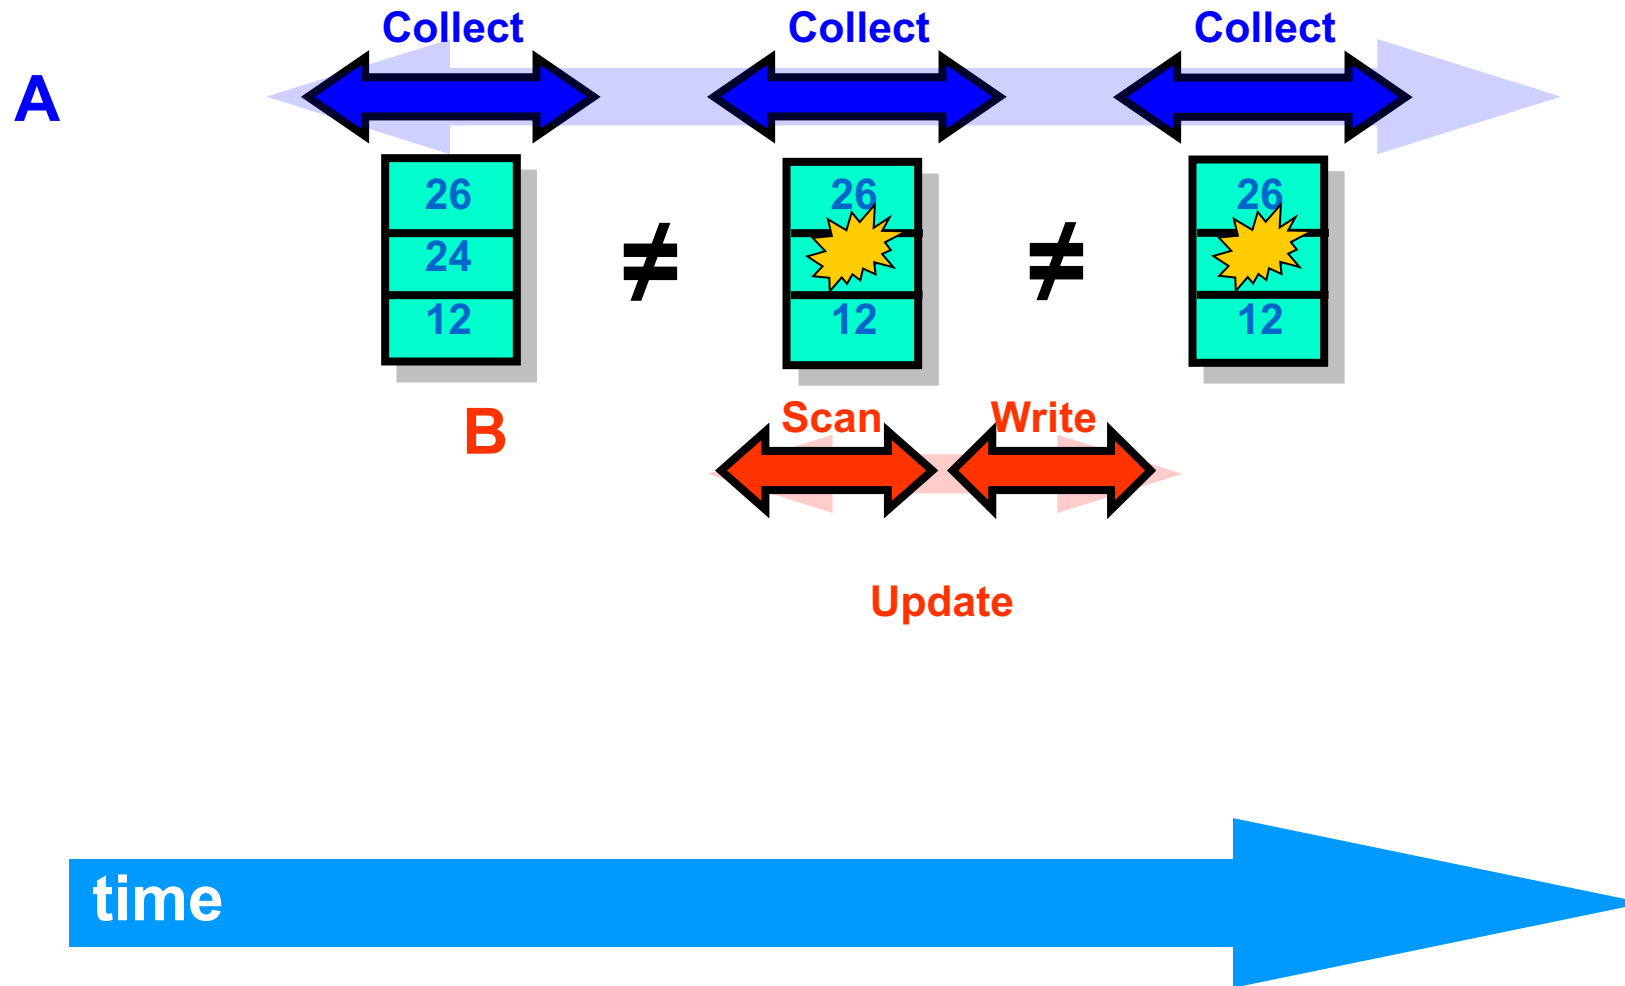 Collect Collect Collect
A
26 26 26
≠ ≠
24
12 12 12
B
Scan Write
Update
time